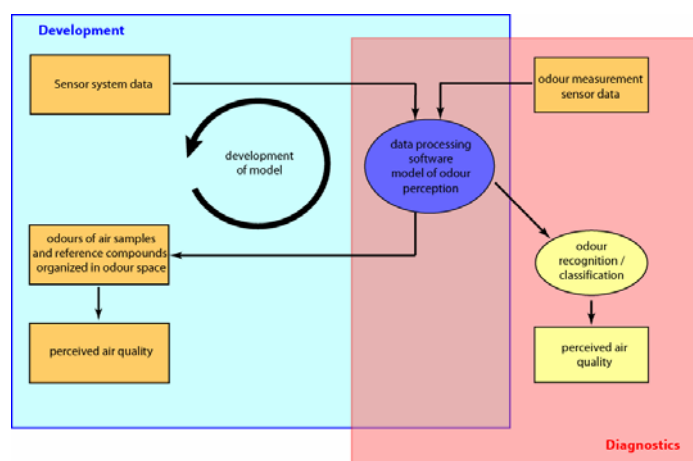 Development
Sensor system data
odour measurement
sensor data
data processing
software
model of odour
perception
development
of model
odours of air samples
and reference compounds
organized in odour space
odour
recognition /
classification
perceived air quality
perceived air
quality
Diagnostics